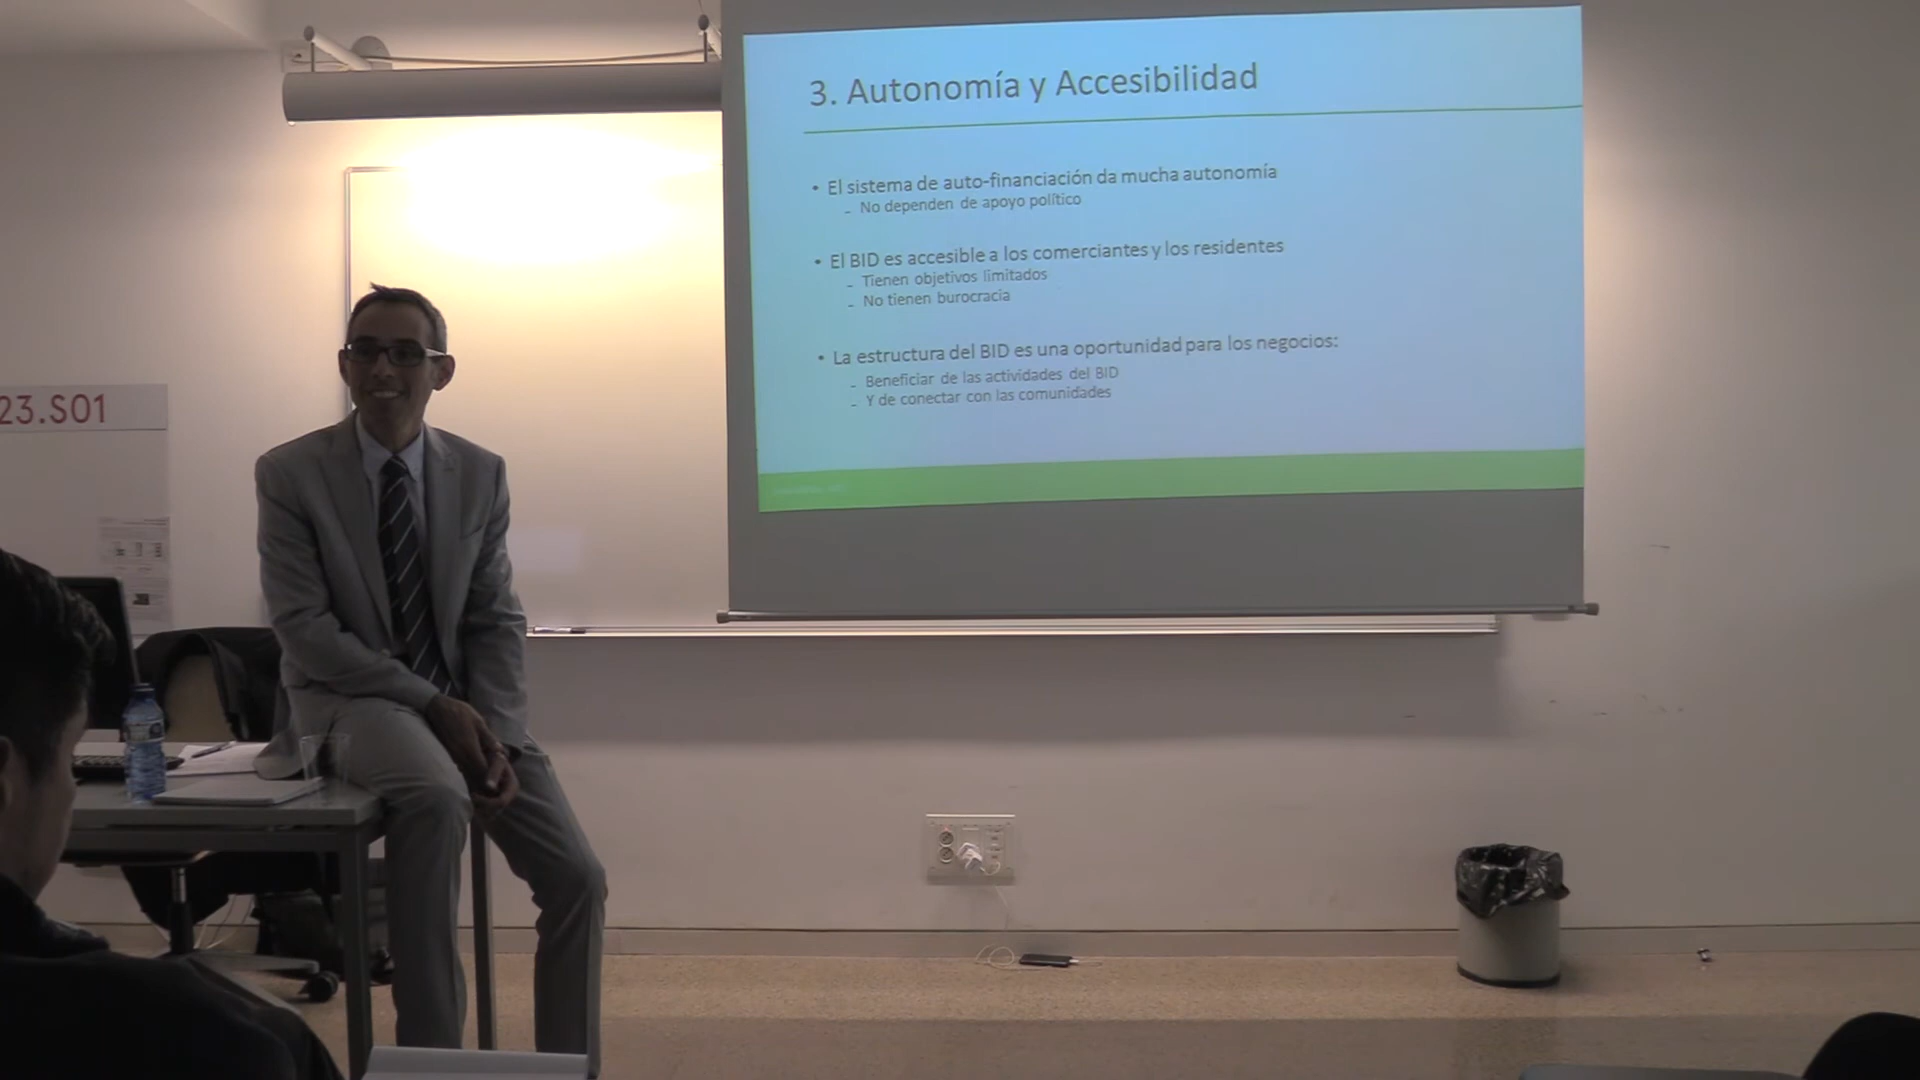 3. Autonomía y Accesibilidad
• El sistema de auto-financiación da mucha autonomía
- No dependen de apoyo político
• El BID es accesible a los comerciantes y los residentes
- Tienen objetivos limitados
- No tienen burocracia
• La estructura del BID es una oportunidad para los negocios:
- Beneficiar de las actividades del BID
- Y de conectar con las comunidades
23.S01